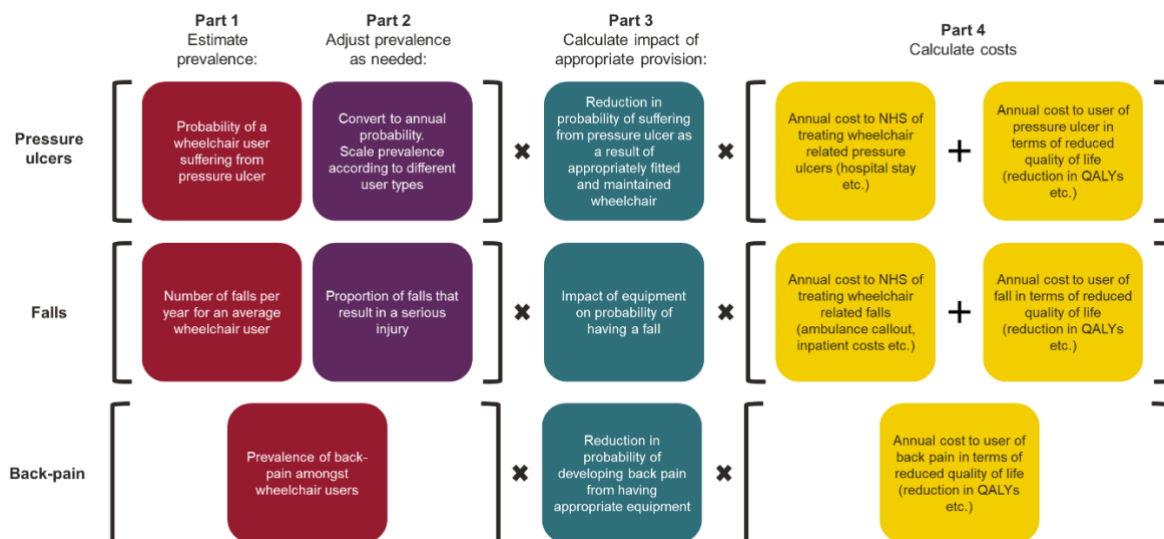 Part 1
Estimate
prevalence:
Part 2
Adjust prevalence
as needed:
Part 3
Calculate impact of
appropriate provision:
Part 4
Calculate costs
Pressure
ulcers
Probability of a
wheelchair user
suffering from
pressure ulcer
Convert to annual
probability.
Scale prevalence
according to different
user types
Reduction in
probability of suffering
from pressure ulcer as
a result of
appropriately fitted
and maintained
wheelchair
Annual cost to NHS of
treating wheelchair
related pressure
ulcers (hospital stay
etc.)
Annual cost to user of
pressure ulcer in
terms of reduced
quality of life
(reduction in QALYs
etc.)
Falls
Number of falls per
year for an average
wheelchair user
Proportion of falls that
result in a serious
injury
Impact of equipment
on probability of
having a fall
Annual cost to NHS of
treating wheelchair
related falls
(ambulance callout,
inpatient costs etc.)
Annual cost to user of
fall in terms of reduced
quality of life
(reduction in QALYs
etc.)
Back-pain
Prevalence of back-
pain amongst
wheelchair users
Reduction in
probability of
developing back pain
from having
appropriate equipment
Annual cost to user of
back pain in terms of
reduced quality of life
(reduction in QALYs
etc.)